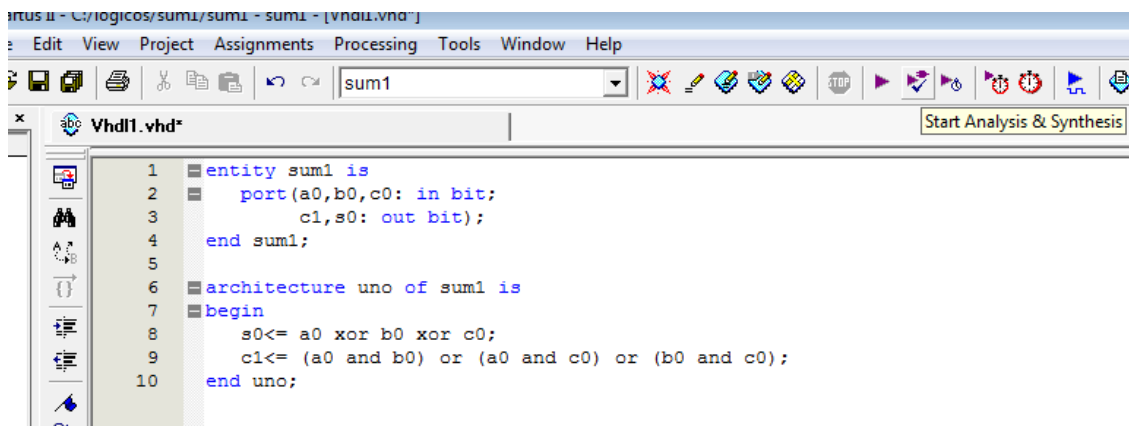 artus II - C:/logicos/sum1/sum1 - sum1 - [Vhdl1.vhd*]
Edit View Project Assignments Processing Tools Window Help
sum1
STOP
abc Vhdl1.vhd*
Start Analysis & Synthesis
1 entity sum1 is
2 port(a0,b0,c0: in bit;
3 c1,s0: out bit);
4 end sum1;
5
6 architecture uno of sum1 is
7 begin
8 s0<= a0 xor b0 xor c0;
9 c1<= (a0 and b0) or (a0 and c0) or (b0 and c0);
10 end uno;